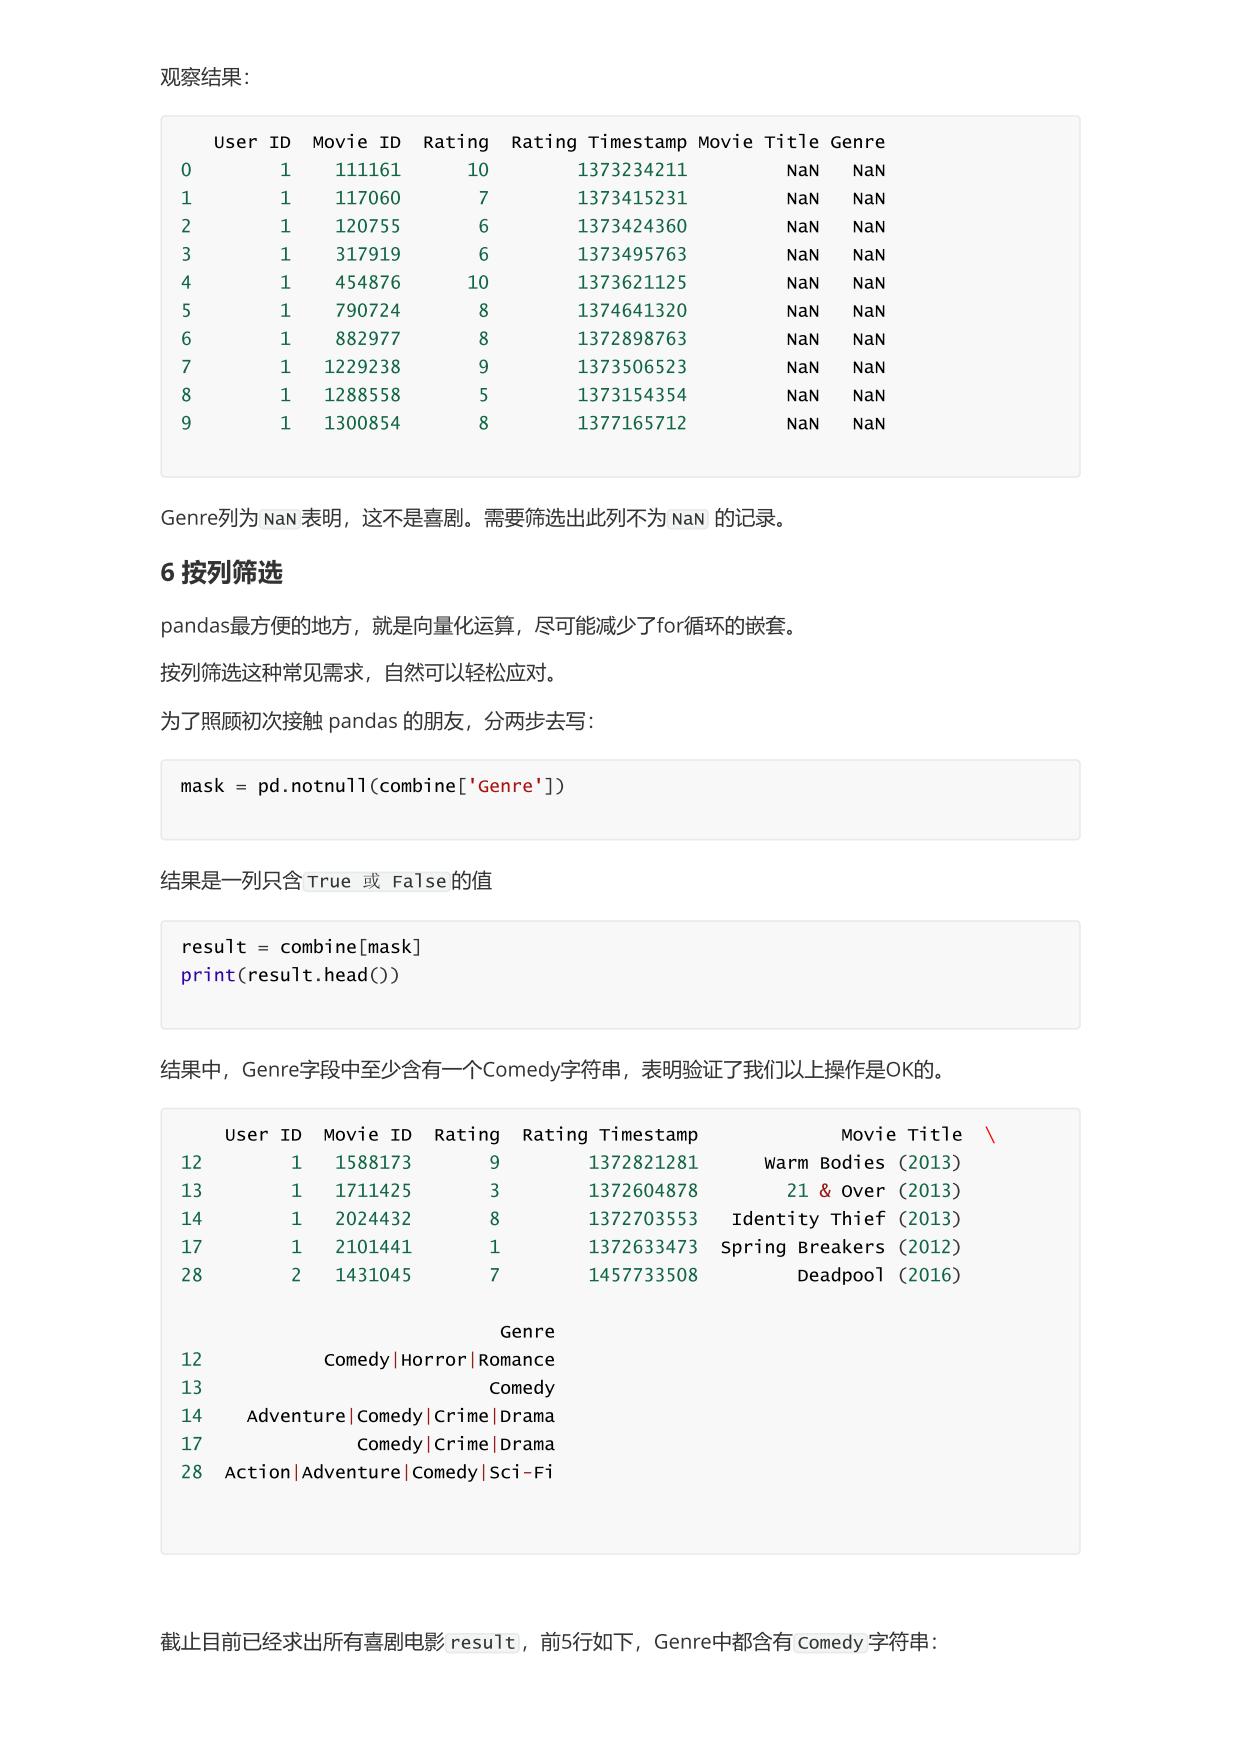 观察结果：
   User ID  Movie ID  Rating  Rating Timestamp Movie Title Genre
0        1    111161      10        1373234211         NaN   NaN
1        1    117060       7        1373415231         NaN   NaN
2        1    120755       6        1373424360         NaN   NaN
3        1    317919       6        1373495763         NaN   NaN
4        1    454876      10        1373621125         NaN   NaN
5        1    790724       8        1374641320         NaN   NaN
6        1    882977       8        1372898763         NaN   NaN
7        1   1229238       9        1373506523         NaN   NaN
8        1   1288558       5        1373154354         NaN   NaN
9        1   1300854       8        1377165712         NaN   NaN
Genre列为NaN表明，这不是喜剧。需要筛选出此列不为NaN 的记录。
6 按列筛选
pandas最方便的地方，就是向量化运算，尽可能减少了for循环的嵌套。
按列筛选这种常见需求，自然可以轻松应对。
为了照顾初次接触 pandas 的朋友，分两步去写：
mask = pd.notnull(combine['Genre'])
结果是一列只含True 或 False的值
result = combine[mask]
print(result.head())
结果中，Genre字段中至少含有一个Comedy字符串，表明验证了我们以上操作是OK的。
    User ID  Movie ID  Rating  Rating Timestamp             Movie Title  \
12        1   1588173       9        1372821281      Warm Bodies (2013)
13        1   1711425       3        1372604878        21 & Over (2013)
14        1   2024432       8        1372703553   Identity Thief (2013)
17        1   2101441       1        1372633473  Spring Breakers (2012)
28        2   1431045       7        1457733508         Deadpool (2016)
                             Genre
12           Comedy|Horror|Romance
13                          Comedy
14    Adventure|Comedy|Crime|Drama
17              Comedy|Crime|Drama
28  Action|Adventure|Comedy|Sci-Fi
截止目前已经求出所有喜剧电影result，前5行如下，Genre中都含有Comedy字符串：